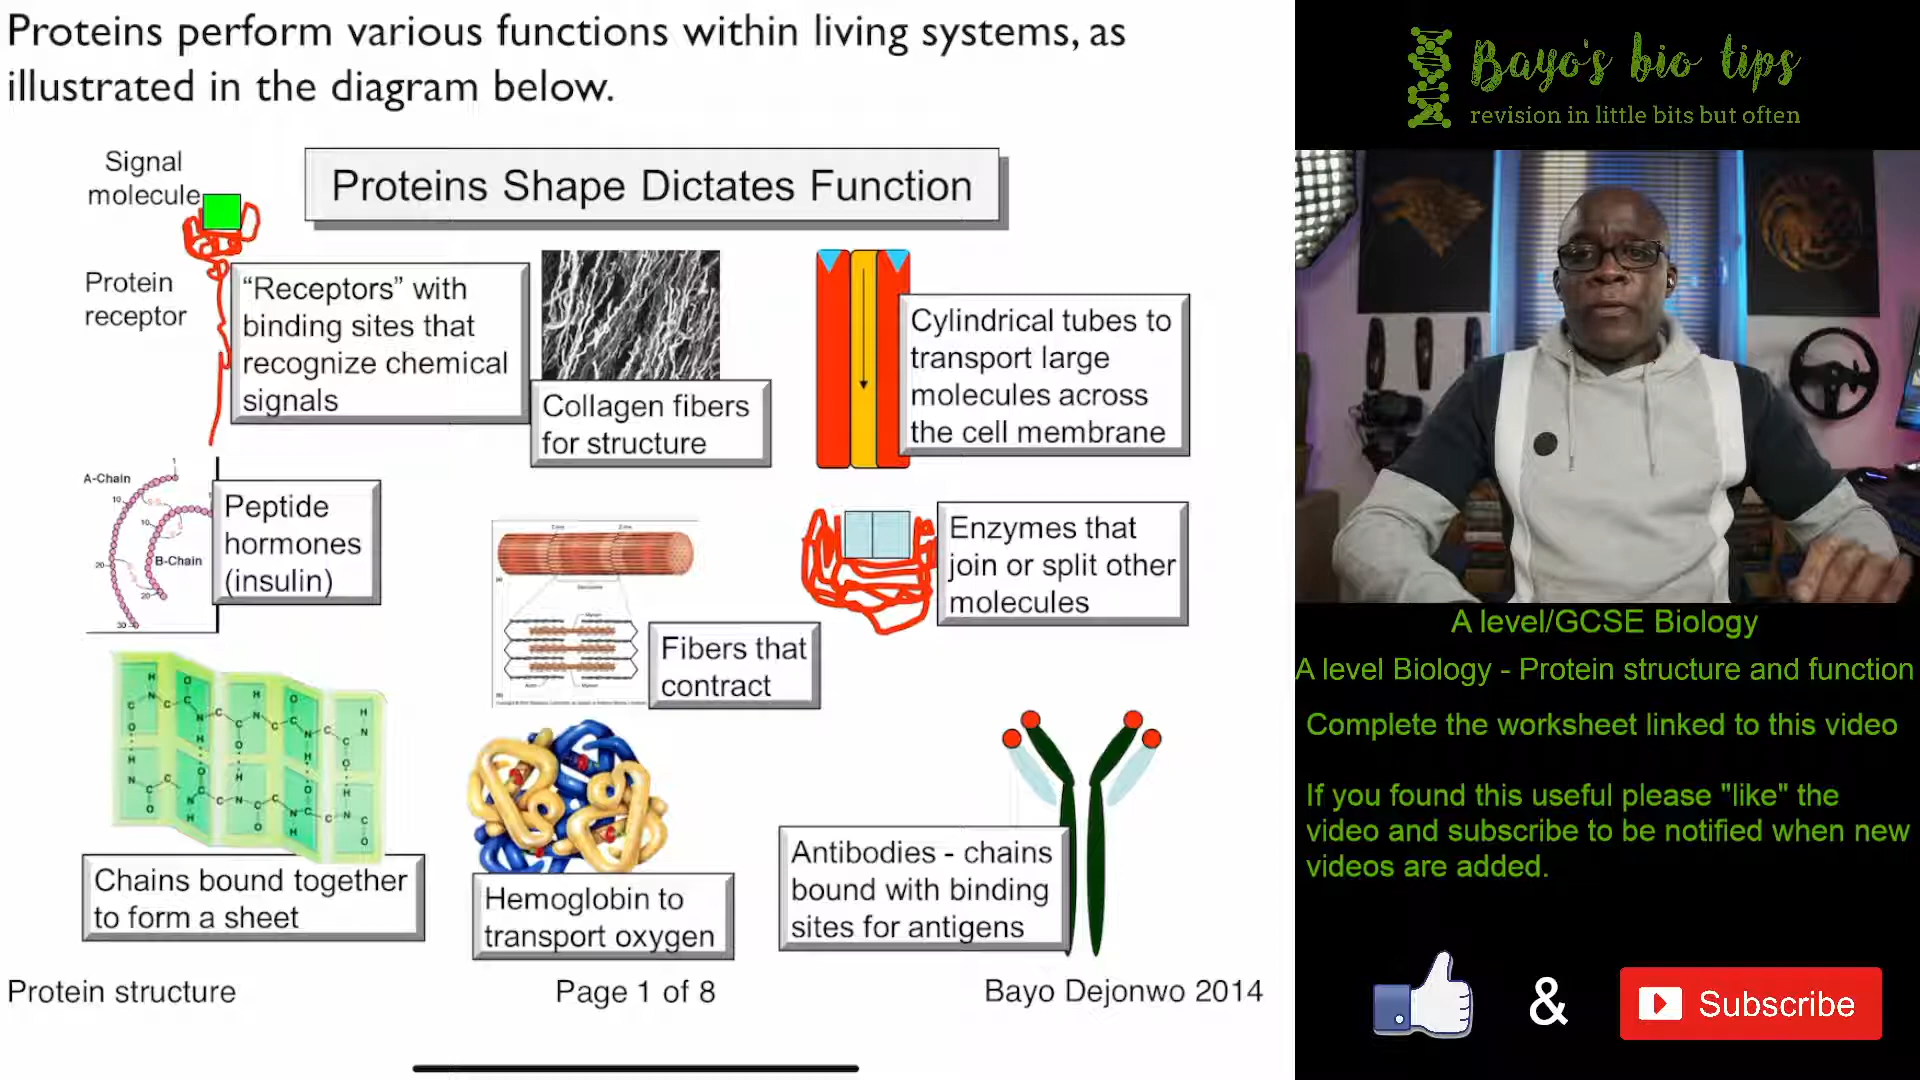 Proteins perform various functions within living systems, as
illustrated in the diagram below.
Proteins Shape Dictates Function
Signal
molecule
Protein
receptor
“Receptors” with
binding sites that
recognize chemical
signals
Collagen fibers
for structure
Cylindrical tubes to
transport large
molecules across
the cell membrane
A-Chain
1
10
10
B-Chain
20
20
30
Peptide
hormones
(insulin)
Fibers that
contract
Enzymes that
join or split other
molecules
Chains bound together
to form a sheet
Hemoglobin to
transport oxygen
Antibodies - chains
bound with binding
sites for antigens
Protein structure
Page 1 of 8
Bayo Dejonwo 2014
Bayo's bio tips
revision in little bits but often
A level/GCSE Biology
A level Biology - Protein structure and function
Complete the worksheet linked to this video
If you found this useful please "like" the
video and subscribe to be notified when new
videos are added.
&
Subscribe